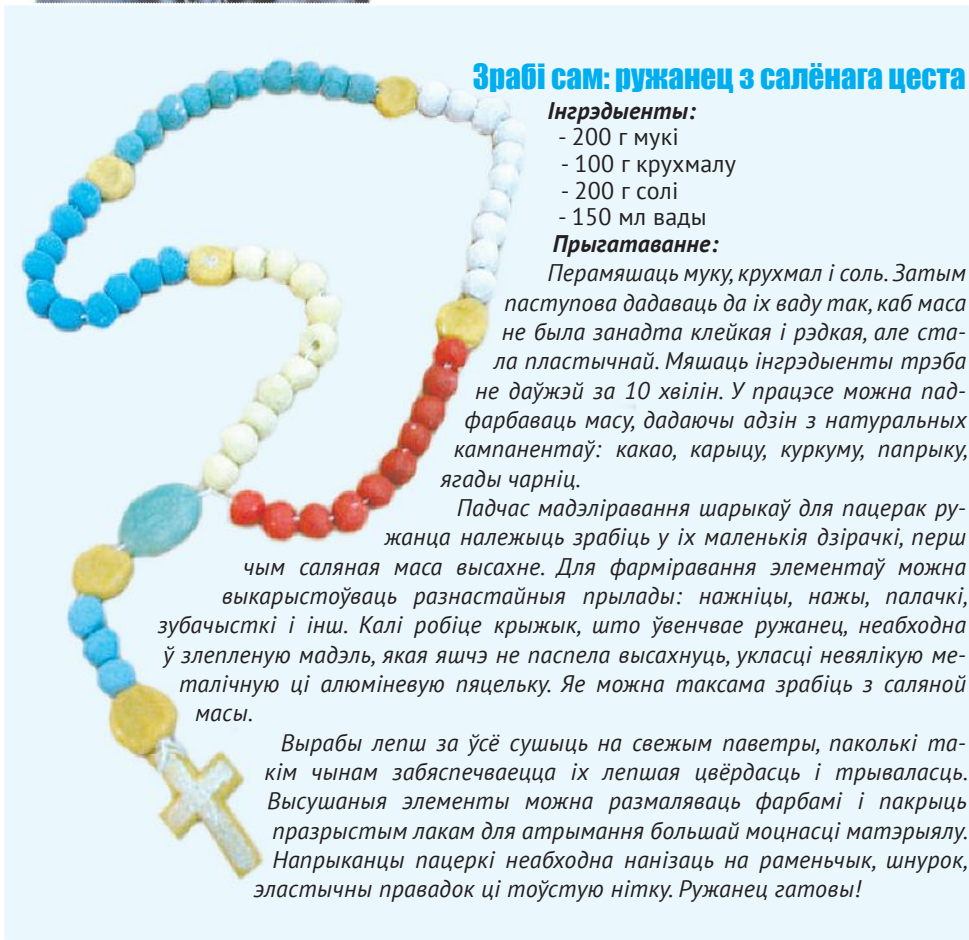 Зрабі сам: ружанец з салёнага цеста
Інгрэдыенты:
- 200 г мукі
- 100 г крухмалу
- 200 г солі
- 150 мл вады
Прыгатаванне:
Перамяшаць муку, крухмал і соль. Затым
паступова дадаваць да іх ваду так, каб маса
не была занадта клейкая і рэдкая, але ста-
ла пластычнай. Мяшаць інгрэдыенты трэба
не даўжэй за 10 хвілін. У працэсе можна пад-
фарбаваць масу, дадаючы адзін з натуральных
кампанентаў: какао, карыцу, куркуму, папрыку,
ягады чарніц.
Падчас мадэліравання шарыкаў для пацерак ру-
жанца належыць зрабіць у іх маленькія дзірачкі, перш
чым саляная маса высахне. Для фарміравання элементаў можна
выкарыстоўваць разнастайныя прылады: нажніцы, нажы, палачкі,
зубачысткі і інш. Калі робіце крыжык, што ўвенчвае ружанец, неабходна
ў злепленую мадэль, якая яшчэ не паспела высахнуць, укласці невялікую ме-
талічную ці алюміневую пяцельку. Яе можна таксама зрабіць з саляной
масы.
Вырабы лепш за ўсё сушыць на свежым паветры, паколькі та-
кім чынам забяспечваецца іх лепшая цвёрдасць і трываласць.
Высушаныя элементы можна размаляваць фарбамі і пакрыць
празрыстым лакам для атрымання большай моцнасці матэрыялу.
Напрыканцы пацеркі неабходна нанізаць на раменьчык, шнурок,
эластычны правадок ці тоўстую нітку. Ружанец гатовы!